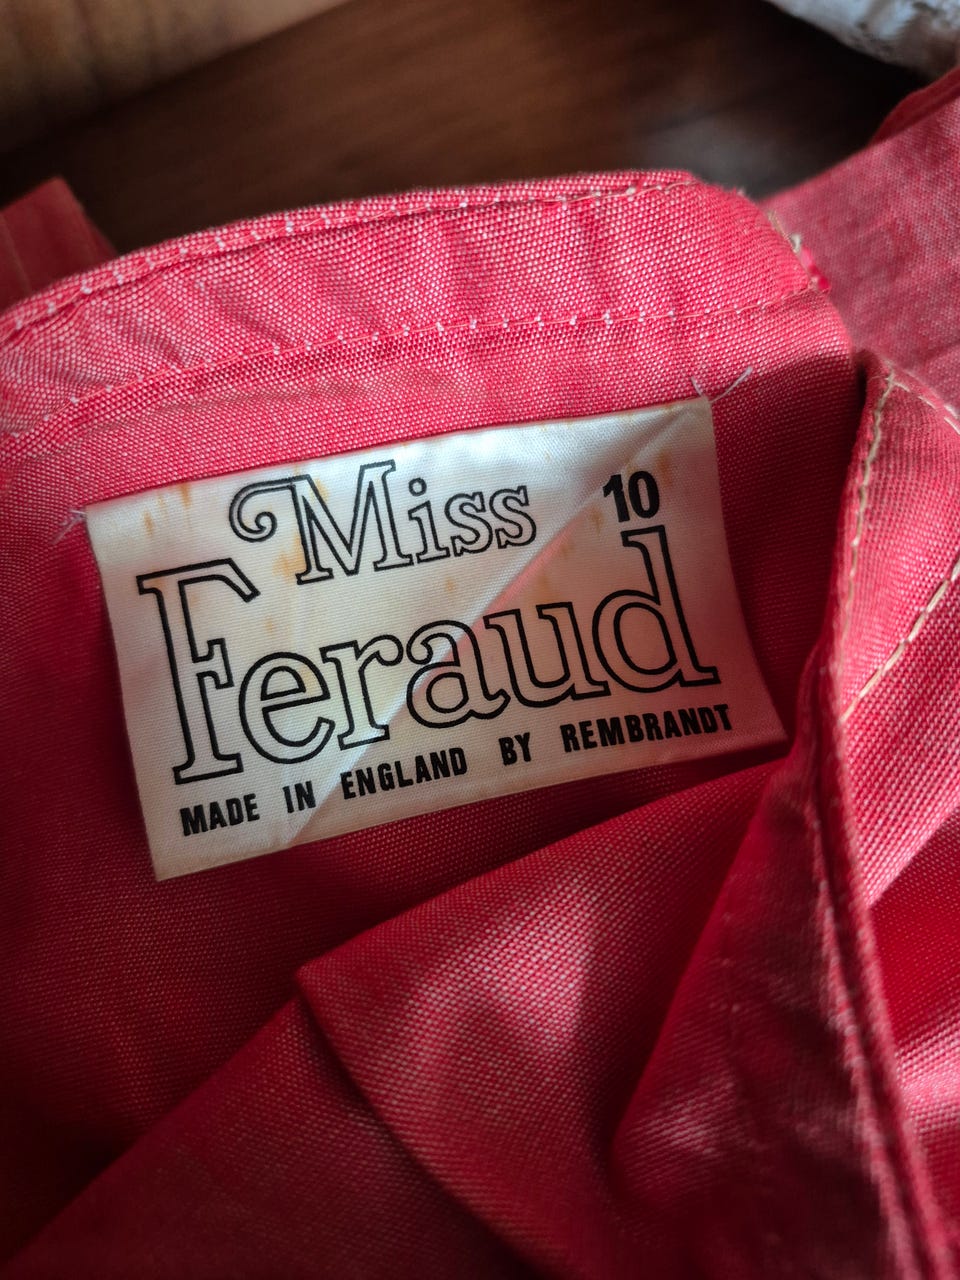 Miss
10
Feraud
MADE IN ENGLAND BY REMBRANDT